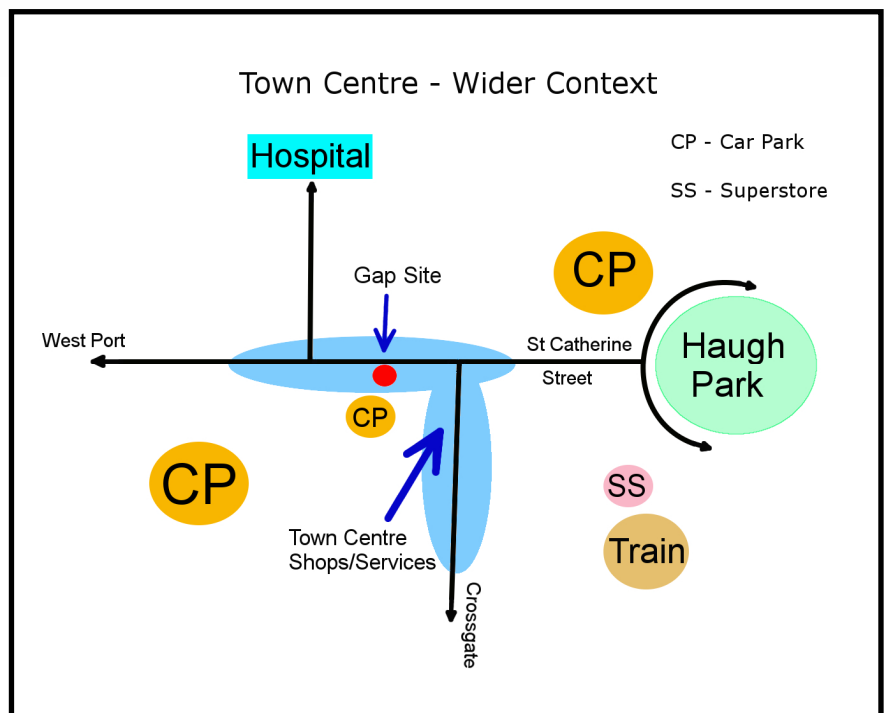 Town Centre - Wider Context
Hospital
CP - Car Park
SS - Superstore
CP
Gap Site
West Port
St Catherine
Street
Haugh
Park
CP
CP
SS
Town Centre
Shops/Services
Train
Crossgate